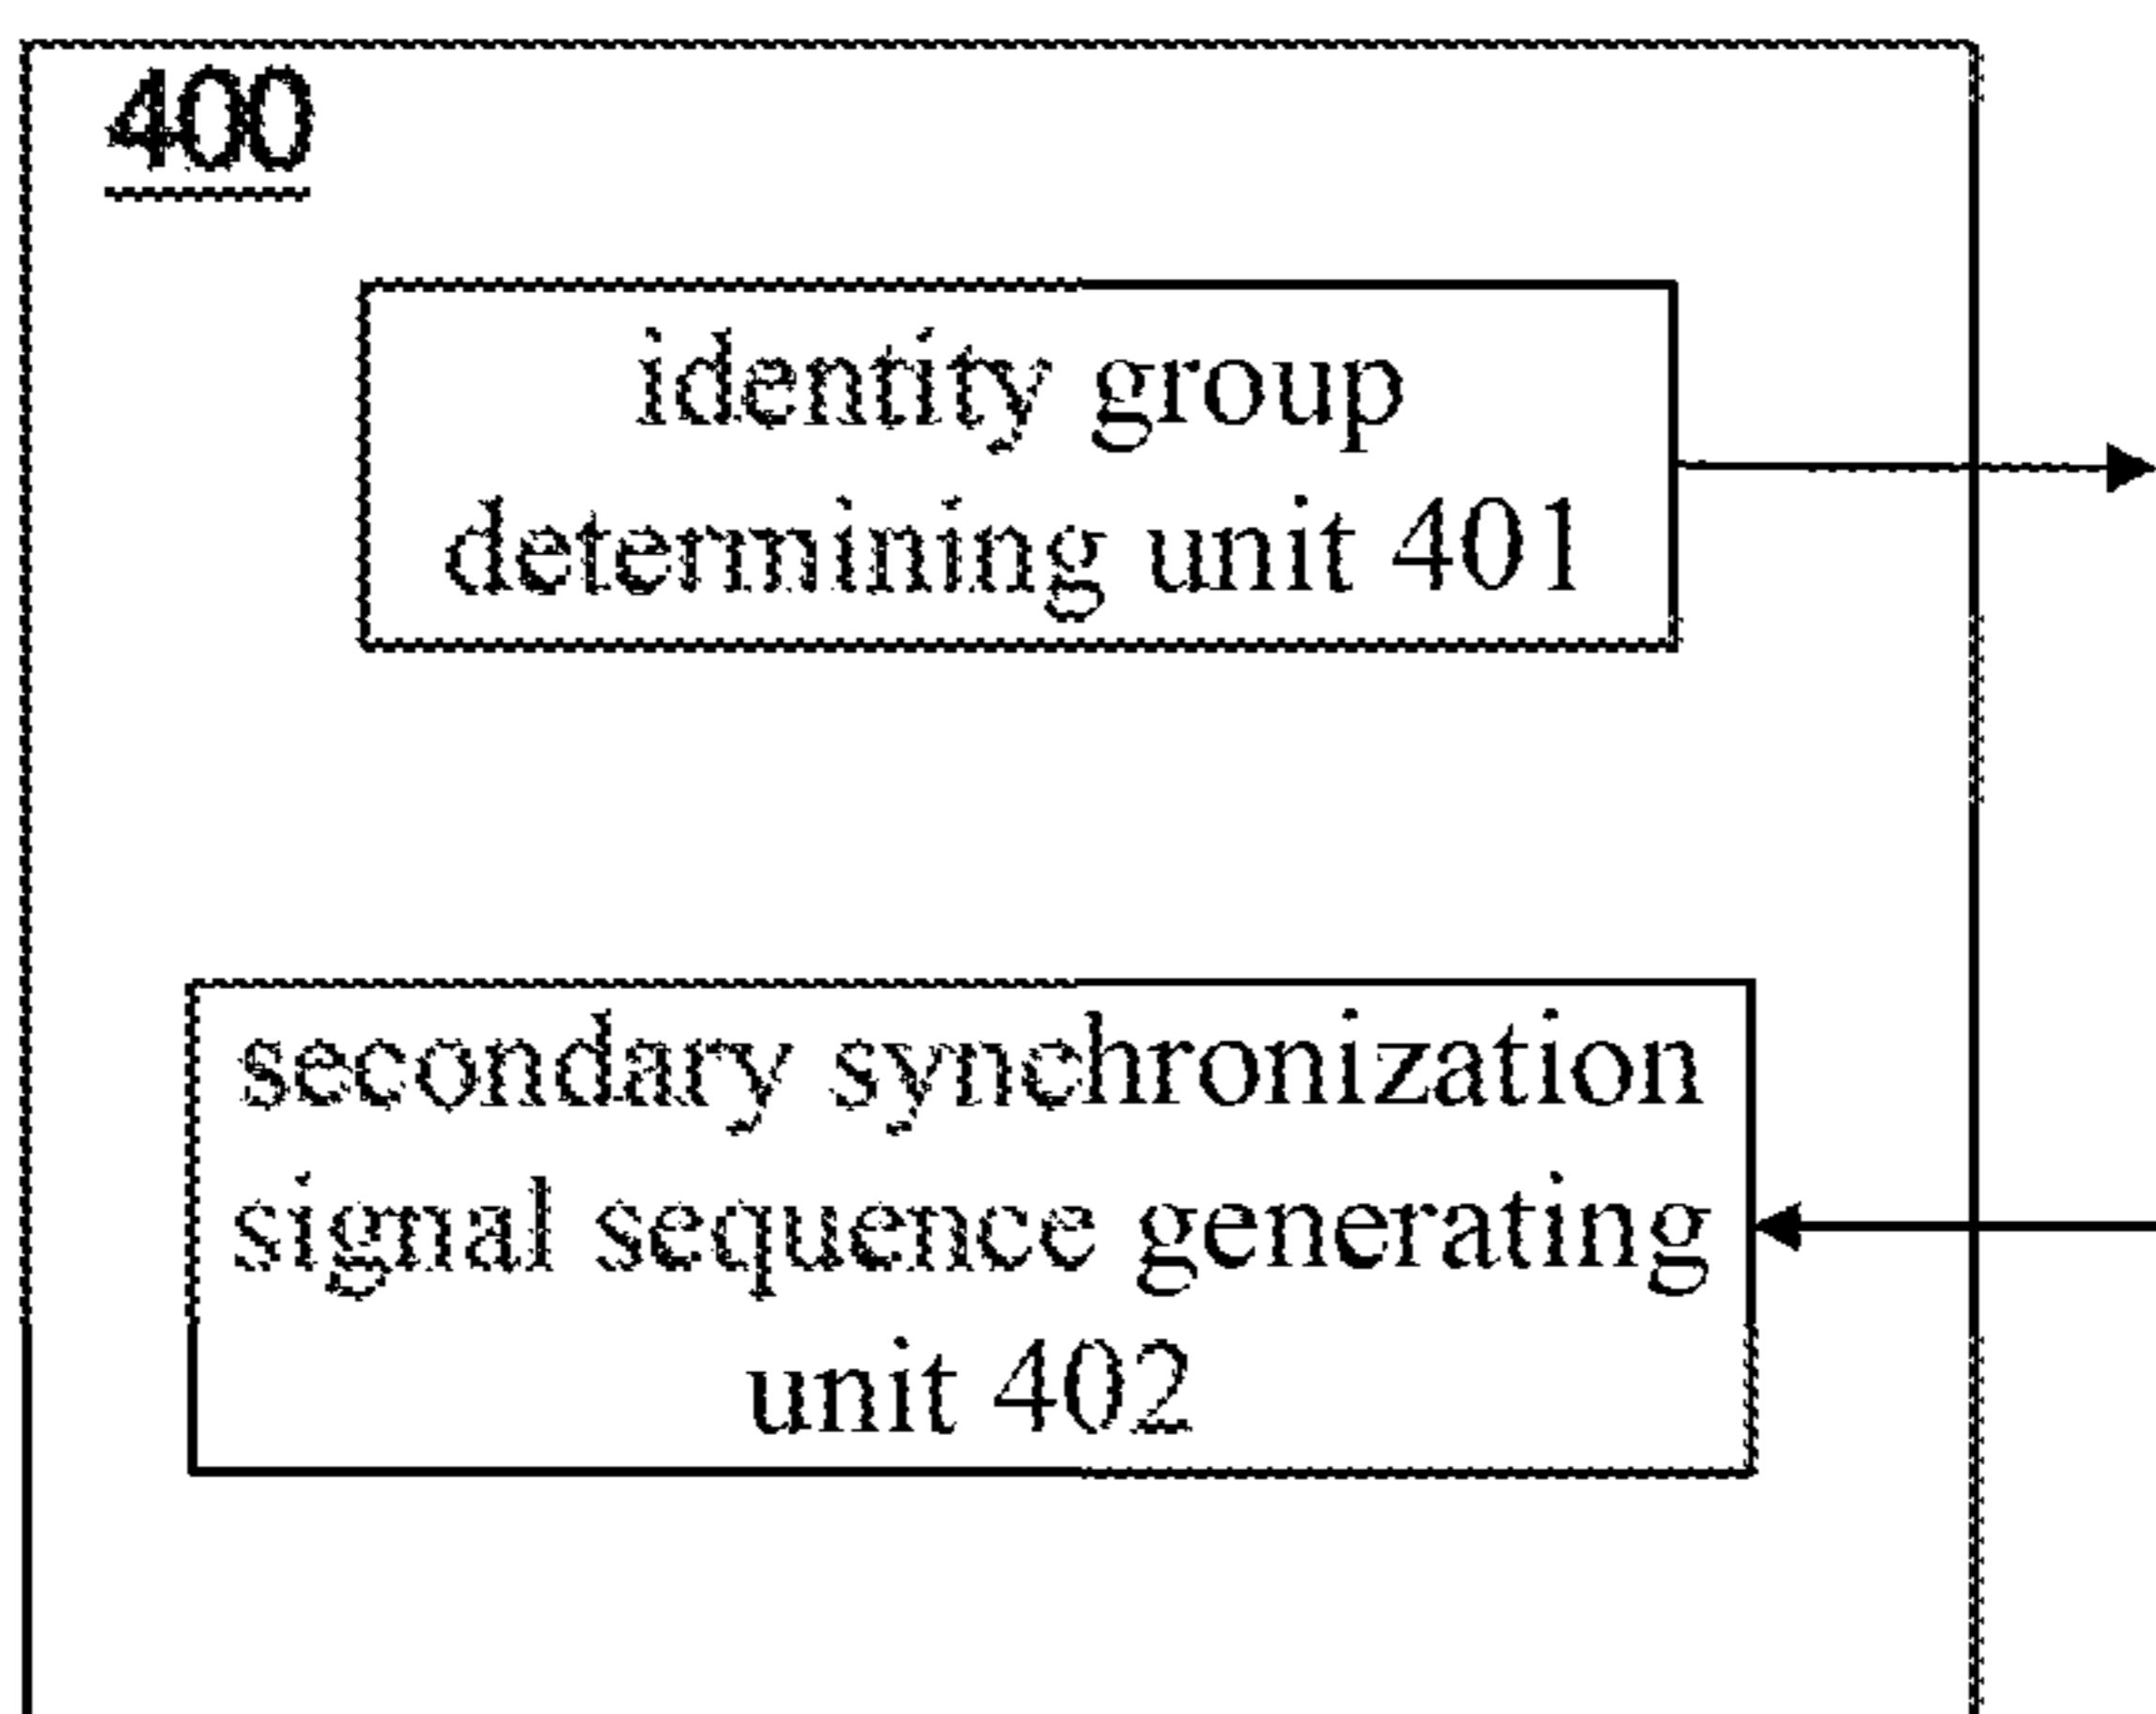 400
identity group
determining unit 401
secondary synchronization
signal sequence generating
unit 402